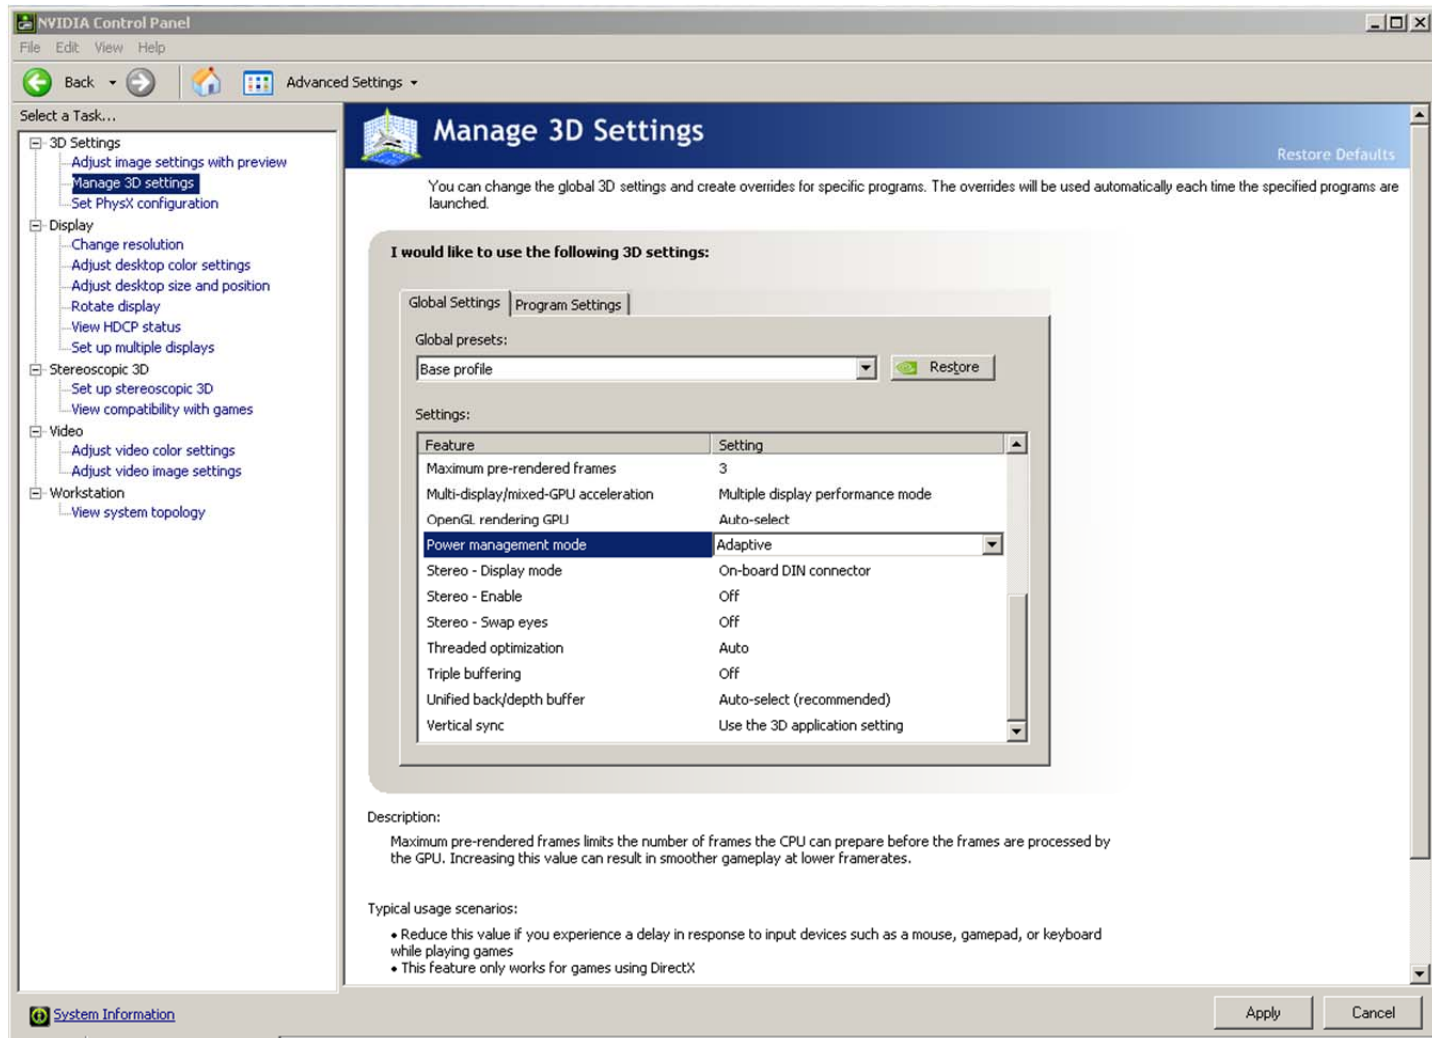 NVIDIA Control Panel
File Edit View Help
Back Advanced Settings
Select a Task...
3D Settings
Adjust image settings with preview
Manage 3D settings
Set PhysX configuration
Display
Change resolution
Adjust desktop color settings
Adjust desktop size and position
Rotate display
View HDCP status
Set up multiple displays
Stereoscopic 3D
Set up stereoscopic 3D
View compatibility with games
Video
Adjust video color settings
Adjust video image settings
Workstation
View system topology
Manage 3D Settings
Restore Defaults
You can change the global 3D settings and create overrides for specific programs. The overrides will be used automatically each time the specified programs are
launched.
I would like to use the following 3D settings:
Global Settings Program Settings
Global presets:
Base profile Restore
Settings:
Feature Setting
Maximum pre-rendered frames 3
Multi-display/mixed-GPU acceleration Multiple display performance mode
OpenGL rendering GPU Auto-select
Power management mode Adaptive
Stereo - Display mode On-board DIN connector
Stereo - Enable Off
Stereo - Swap eyes Off
Threaded optimization Auto
Triple buffering Off
Unified back/depth buffer Auto-select (recommended)
Vertical sync Use the 3D application setting
Description:
Maximum pre-rendered frames limits the number of frames the CPU can prepare before the frames are processed by
the GPU. Increasing this value can result in smoother gameplay at lower framerates.
Typical usage scenarios:
• Reduce this value if you experience a delay in response to input devices such as a mouse, gamepad, or keyboard
while playing games
• This feature only works for games using DirectX
System Information
Apply Cancel